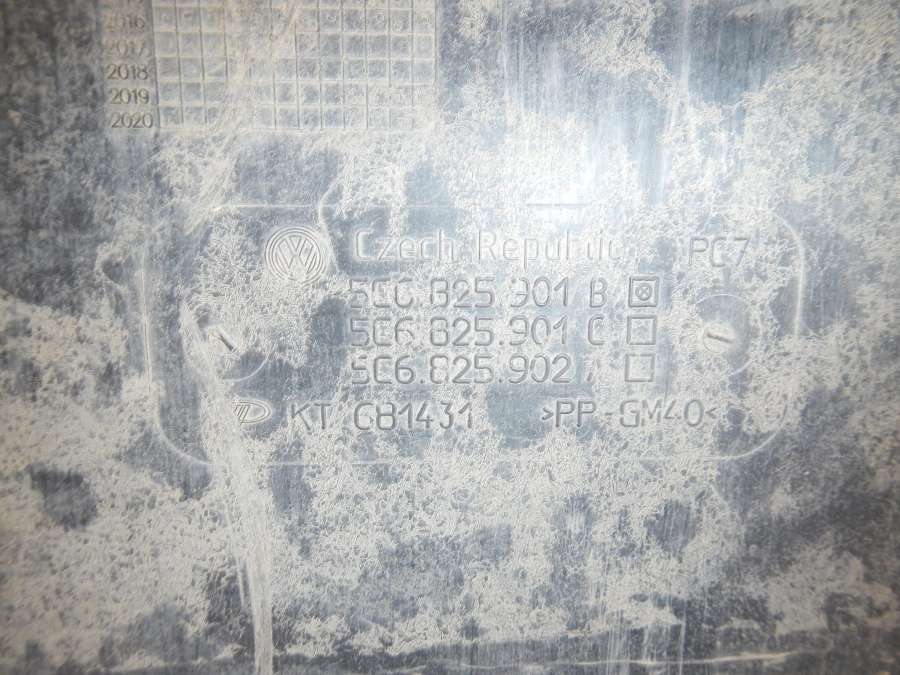 2016
2017
2018
2019
2020
VW Czech Republic PC7
5C6.825.901 B
5C6.825.901 C
5C6.825.902
KT C81431 >PP-GM40<